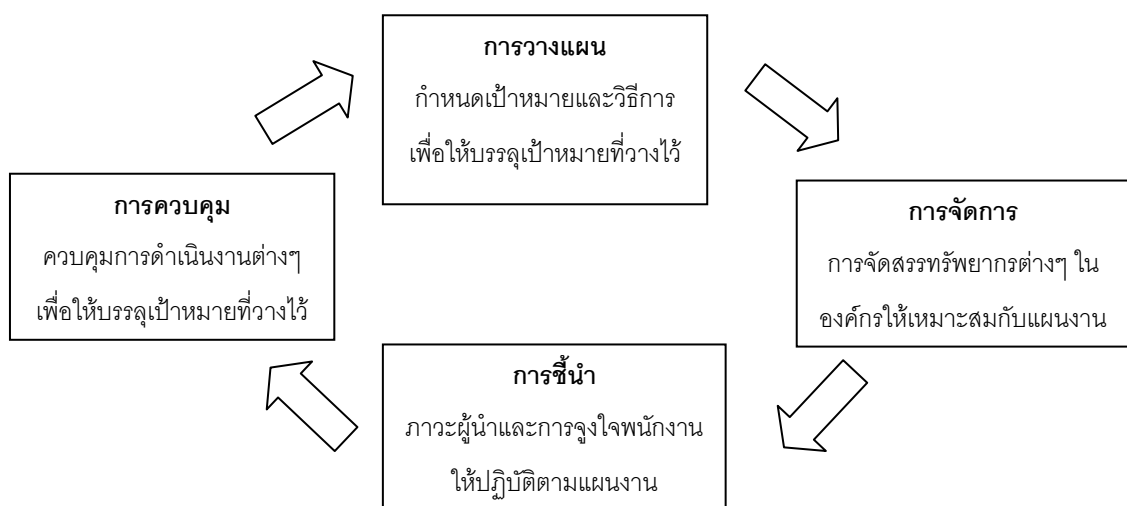 การวางแผน
กำหนดเป้าหมายและวิธีการ
เพื่อให้บรรลุเป้าหมายที่วางไว้
การจัดการ
การจัดสรรทรัพยากรต่างๆ ใน
องค์กรให้เหมาะสมกับแผนงาน
การชี้นำ
ภาวะผู้นำและการจูงใจพนักงาน
ให้ปฏิบัติตามแผนงาน
การควบคุม
ควบคุมการดำเนินงานต่างๆ
เพื่อให้บรรลุเป้าหมายที่วางไว้